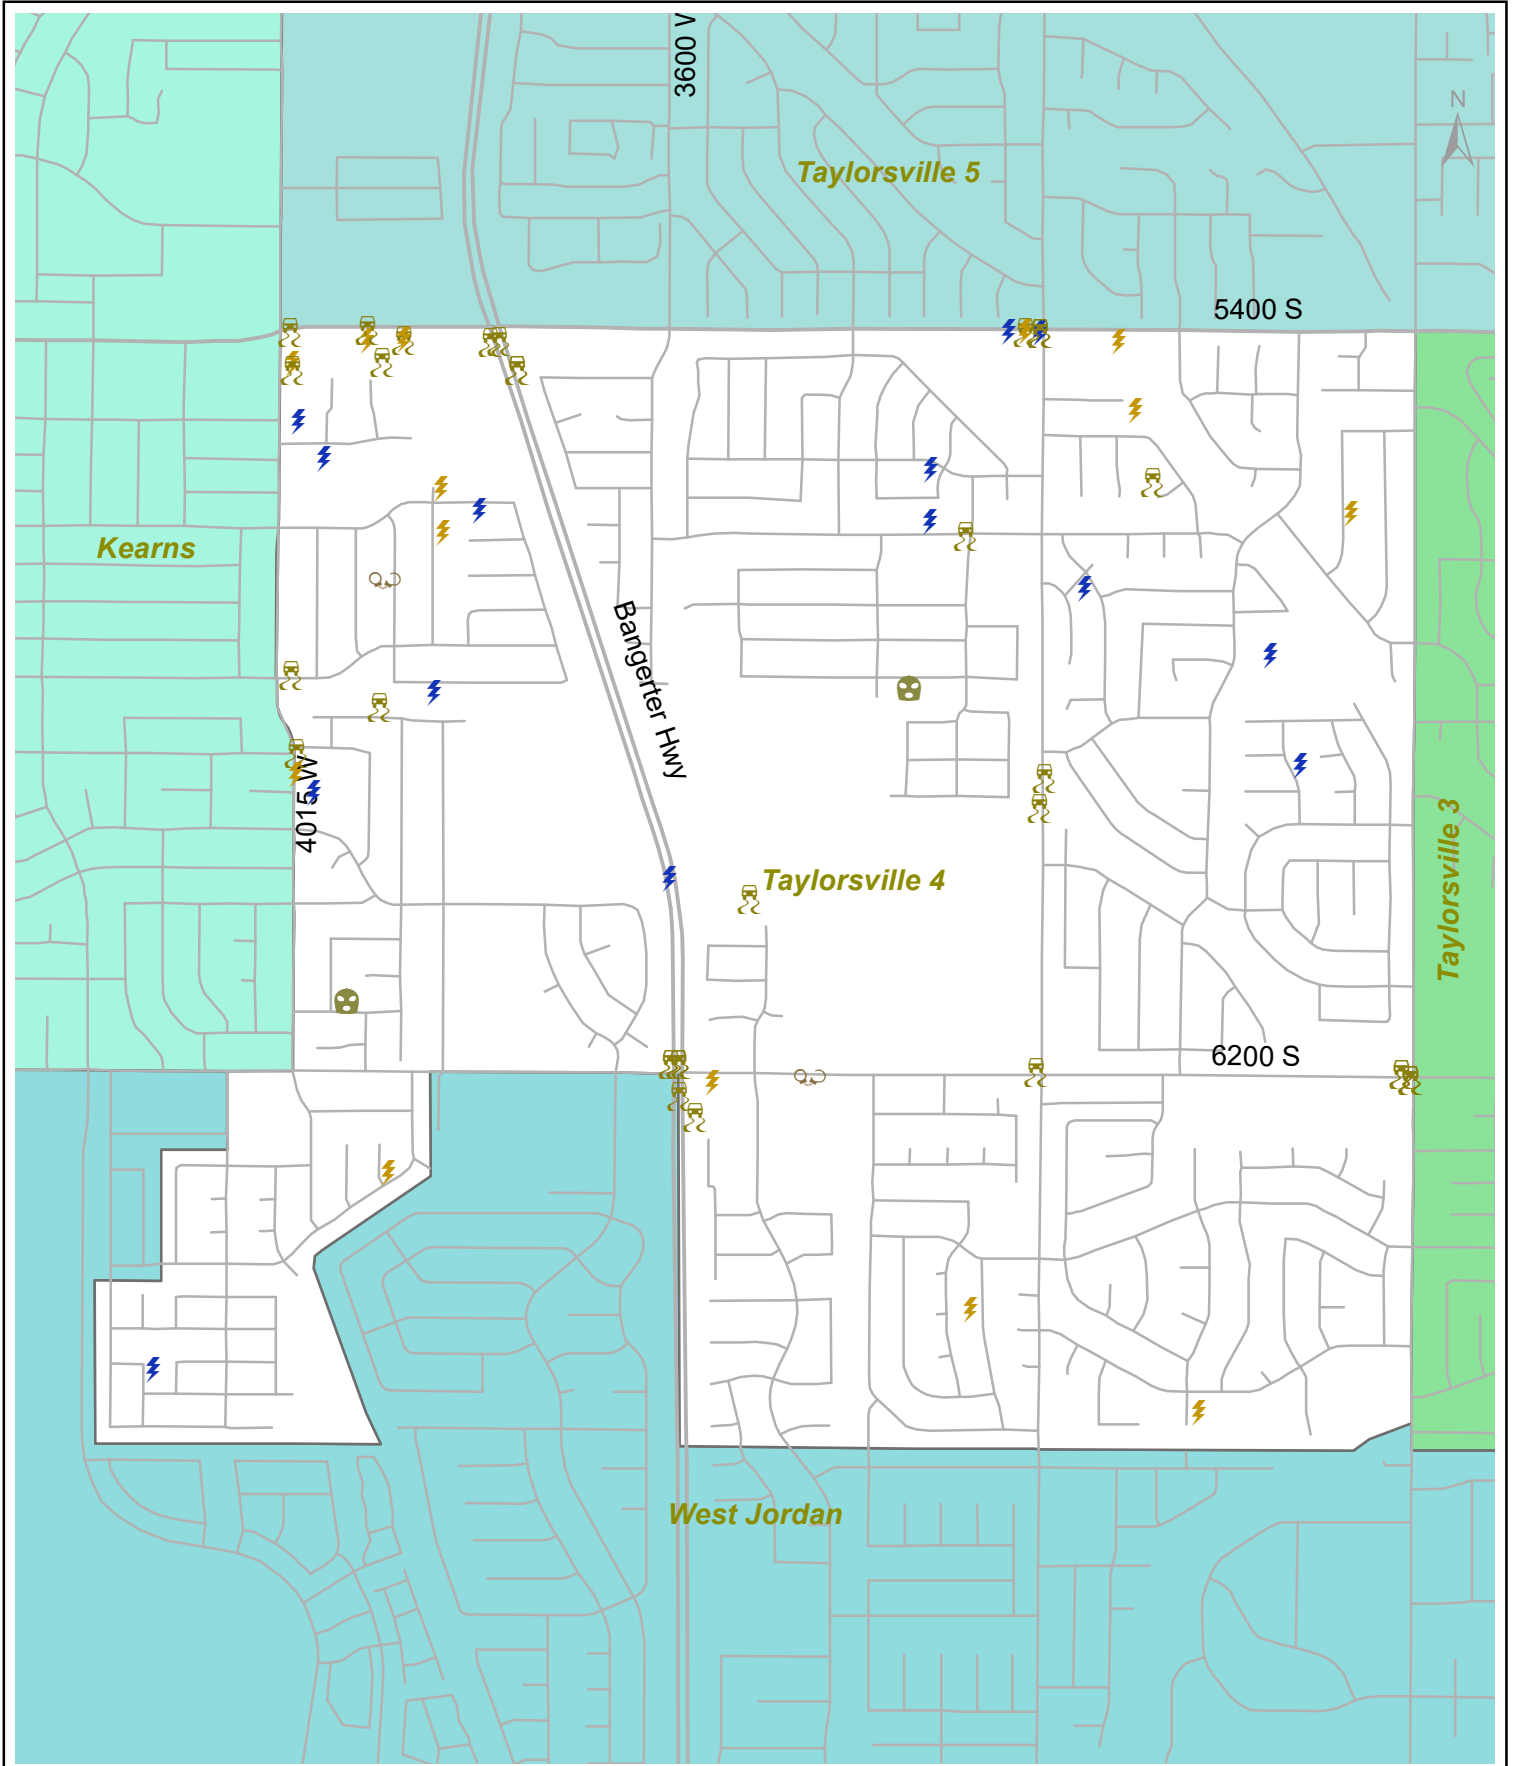 3600 W
N
Taylorsville 5
5400 S
Kearns
Bangerter Hwy
4015 W
Taylorsville 4
Taylorsville 3
6200 S
West Jordan